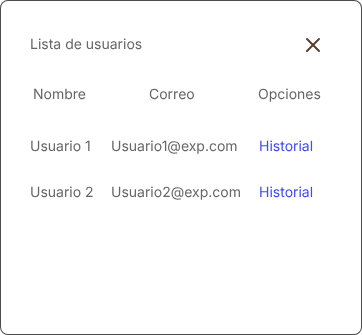 Lista de usuarios
Nombre Correo Opciones
Usuario 1 Usuario1@exp.com Historial
Usuario 2 Usuario2@exp.com Historial